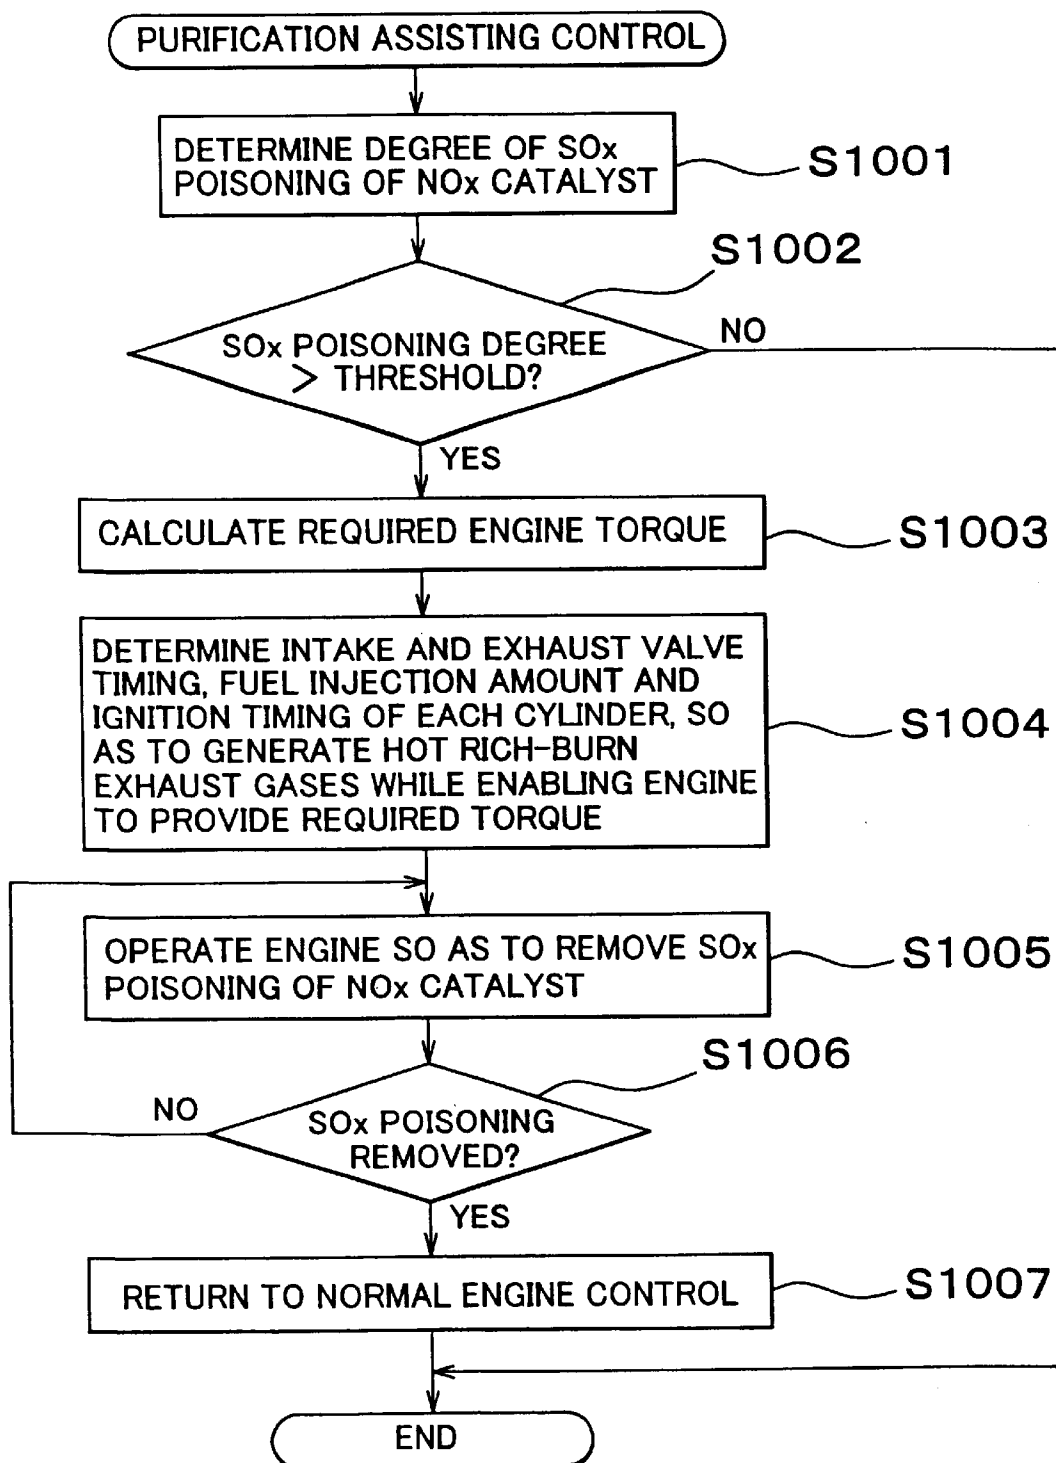 PURIFICATION ASSISTING CONTROL
DETERMINE DEGREE OF SOx
POISONING OF NOx CATALYST
S1001
S1002
SOx POISONING DEGREE
> THRESHOLD?
NO
YES
CALCULATE REQUIRED ENGINE TORQUE
S1003
DETERMINE INTAKE AND EXHAUST VALVE
TIMING, FUEL INJECTION AMOUNT AND
IGNITION TIMING OF EACH CYLINDER, SO
AS TO GENERATE HOT RICH-BURN
EXHAUST GASES WHILE ENABLING ENGINE
TO PROVIDE REQUIRED TORQUE
S1004
OPERATE ENGINE SO AS TO REMOVE SOx
POISONING OF NOx CATALYST
S1005
S1006
NO
SOx POISONING
REMOVED?
YES
RETURN TO NORMAL ENGINE CONTROL
S1007
END